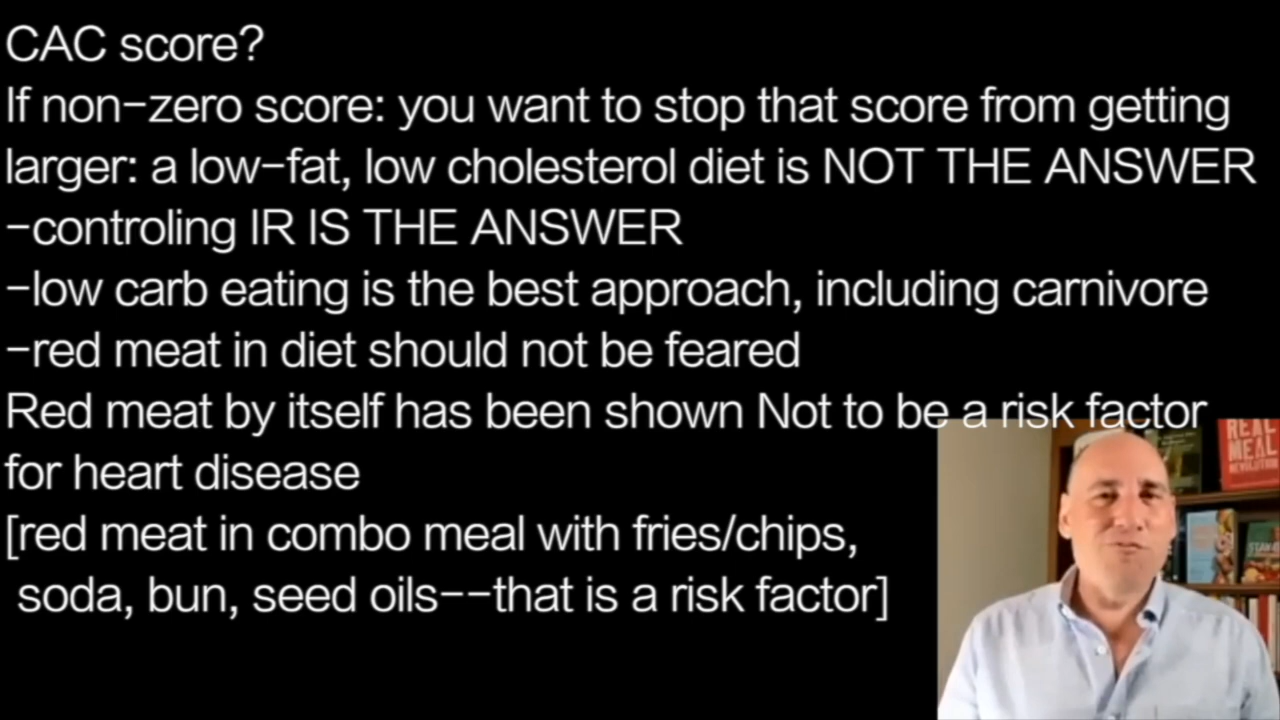 CAC score?
If non-zero score: you want to stop that score from getting
larger: a low-fat, low cholesterol diet is NOT THE ANSWER
-controling IR IS THE ANSWER
-low carb eating is the best approach, including carnivore
-red meat in diet should not be feared
Red meat by itself has been shown Not to be a risk factor
for heart disease
[red meat in combo meal with fries/chips,
soda, bun, seed oils--that is a risk factor]
REAL
MEAL
REVOLUTION